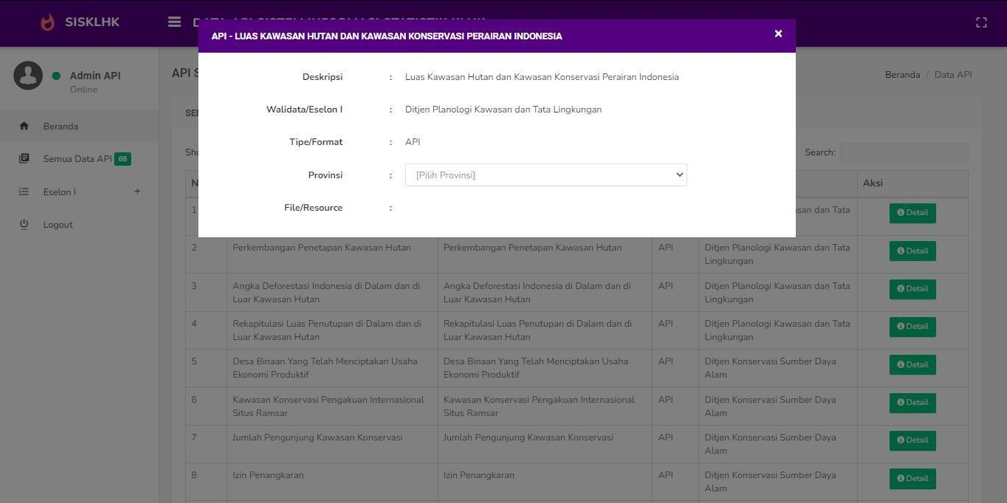 SISKLHK
API - LUAS KAWASAN HUTAN DAN KAWASAN KONSERVASI PERAIRAN INDONESIA ×
Deskripsi : Luas Kawasan Hutan dan Kawasan Konservasi Perairan Indonesia
Walidata/Eselon I : Ditjen Planologi Kawasan dan Tata Lingkungan
Tipe/Format : API
Provinsi : [Pilih Provinsi]
File/Resource :
Admin API
Online
Beranda
Semua Data API 68
Eselon I +
Logout
API S
Beranda / Data API
SE
Sho
Search:
N Aksi
1 san dan Tata Detail
2 Perkembangan Penetapan Kawasan Hutan Perkembangan Penetapan Kawasan Hutan API Ditjen Planologi Kawasan dan Tata Detail
Lingkungan
3 Angka Deforestasi Indonesia di Dalam dan di Angka Deforestasi Indonesia di Dalam dan di API Ditjen Planologi Kawasan dan Tata Detail
Luar Kawasan Hutan Luar Kawasan Hutan Lingkungan
4 Rekapitulasi Luas Penutupan di Dalam dan di Rekapitulasi Luas Penutupan di Dalam dan di API Ditjen Planologi Kawasan dan Tata Detail
Luar Kawasan Hutan Luar Kawasan Hutan Lingkungan
5 Desa Binaan Yang Telah Menciptakan Usaha Desa Binaan Yang Telah Menciptakan Usaha API Ditjen Konservasi Sumber Daya Detail
Ekonomi Produktif Ekonomi Produktif Alam
6 Kawasan Konservasi Pengakuan Internasional Kawasan Konservasi Pengakuan Internasional API Ditjen Konservasi Sumber Daya Detail
Situs Ramsar Situs Ramsar Alam
7 Jumlah Pengunjung Kawasan Konservasi Jumlah Pengunjung Kawasan Konservasi API Ditjen Konservasi Sumber Daya Detail
Alam
8 Izin Penangkaran Izin Penangkaran API Ditjen Konservasi Sumber Daya Detail
Alam